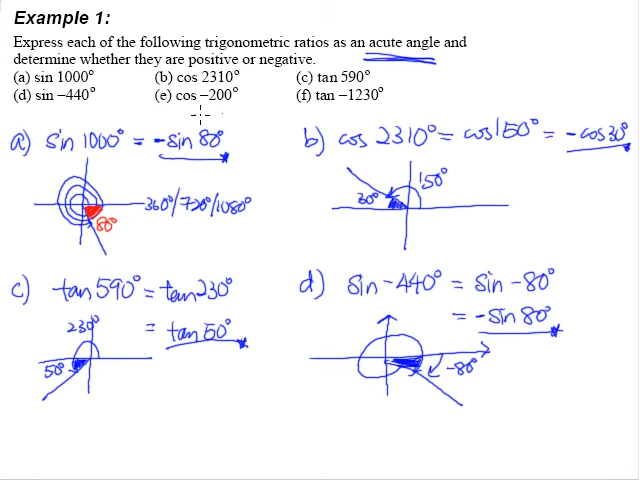 Example 1:
Express each of the following trigonometric ratios as an acute angle and
determine whether they are positive or negative.
(a) sin 1000° (b) cos 2310° (c) tan 590°
(d) sin –440° (e) cos –200° (f) tan –1230°
a) sin 1000° = -sin 80°
360°/720°/1080°
80°
b) cos 2310° = cos 150° = -cos 30°
150°
30°
c) tan 590° = tan 230°
= tan 50°
230°
50°
d) sin -440° = sin -80°
= -sin 80°
-80°